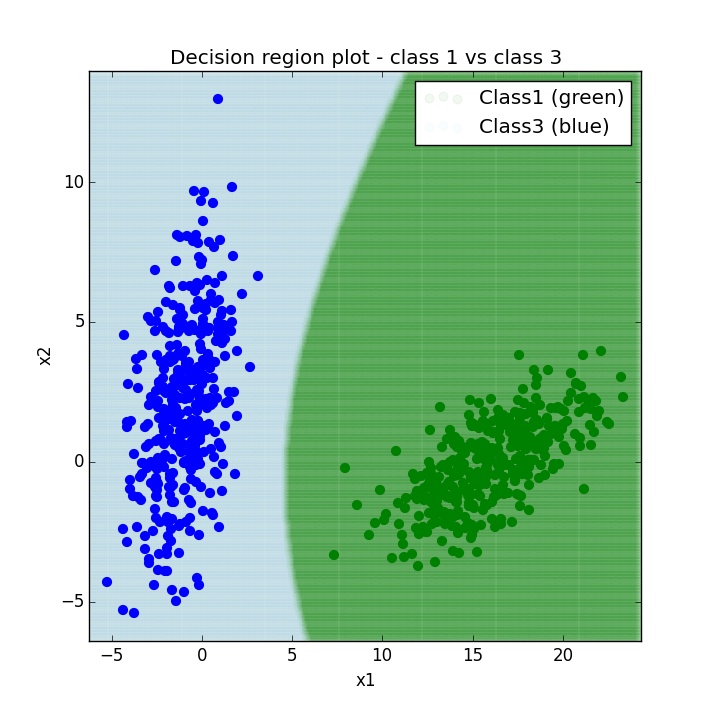 Decision region plot - class 1 vs class 3
Class1 (green)
Class3 (blue)
10
5
0
−5
x2
−5 0 5 10 15 20
x1